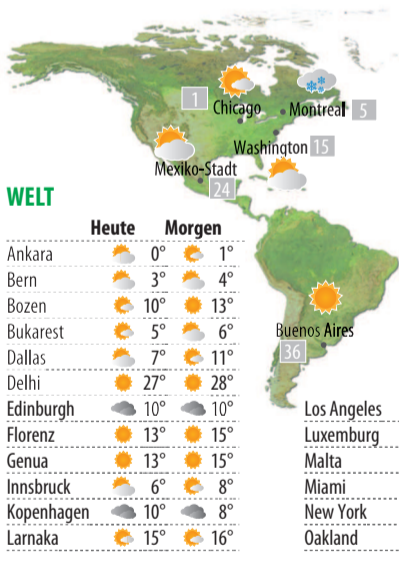 1
Chicago
Montreal 5
Washington 15
Mexiko-Stadt
24
WELT
Heute Morgen
Ankara 0° 1°
Bern 3° 4°
Bozen 10° 13°
Bukarest 5° 6°
Dallas 7° 11°
Delhi 27° 28°
Edinburgh 10° 10°
Florenz 13° 15°
Genua 13° 15°
Innsbruck 6° 8°
Kopenhagen 10° 8°
Larnaka 15° 16°
Buenos Aires
36
Los Angeles
Luxemburg
Malta
Miami
New York
Oakland